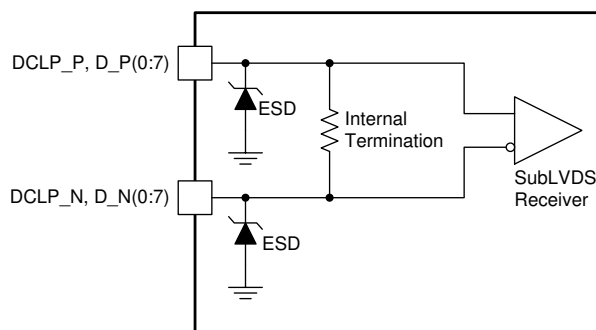 DCLP_P, D_P(0:7)
ESD
Internal
Termination
SubLVDS
Receiver
DCLP_N, D_N(0:7)
ESD